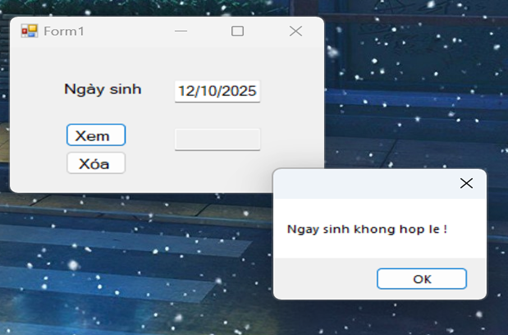 Form1
Ngày sinh
12/10/2025
Xem
Xóa
Ngay sinh khong hop le !
OK